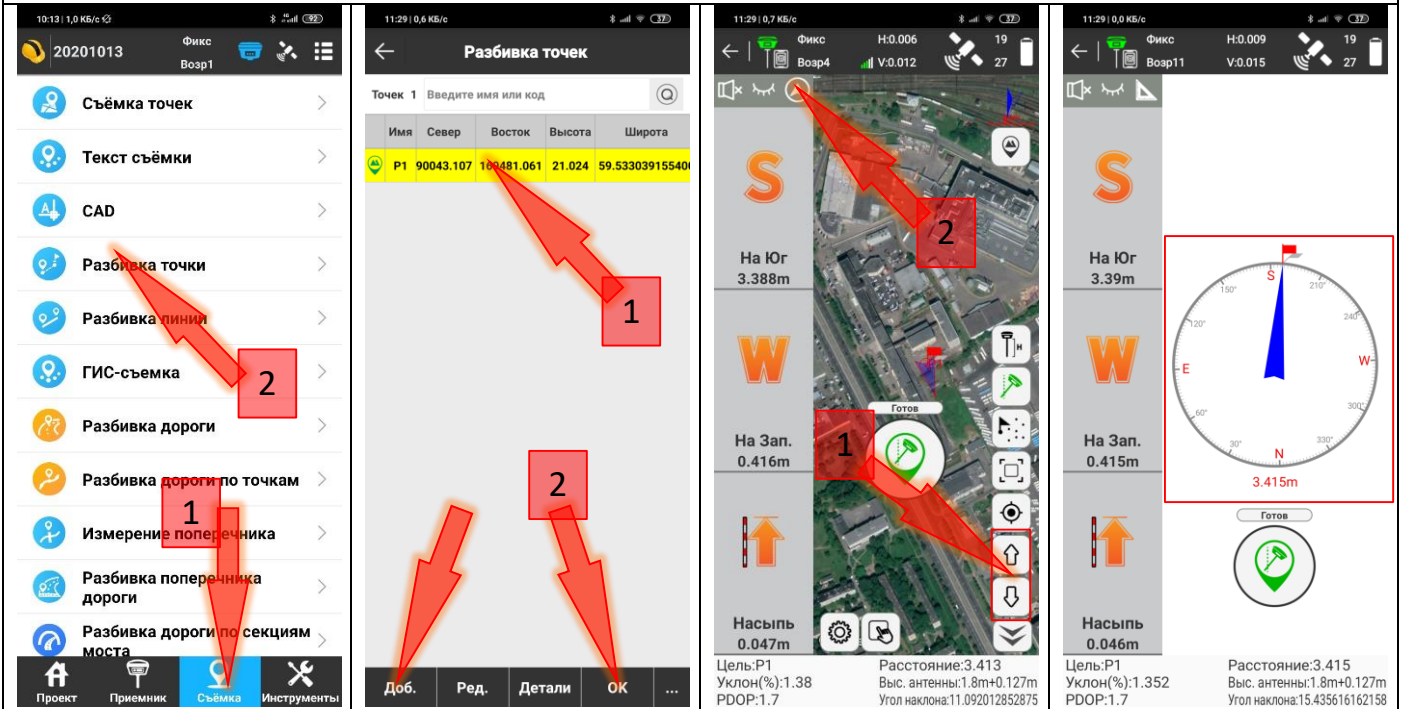 10:13 | 1,0 КБ/с
92
20201013
Фикс
Возр1
Съёмка точек
Текст съёмки
CAD
Разбивка точки
Разбивка линии
ГИС-съемка
2
Разбивка дороги
Разбивка дороги по точкам
1
Измерение поперечника
Разбивка поперечника
дороги
Разбивка дороги по секциям
моста
Проект
Приемник
Съёмка
Инструменты
11:29 | 0,6 КБ/с
37
Разбивка точек
Точек 1
Введите имя или код
Имя Север Восток Высота Широта
P1 90043.107 21.024
1
2
Доб. Ред. Детали OK ...
11:29 | 0,7 КБ/с
37
Фикс H:0.006 19
Возр4 V:0.012 27
S
На Юг
3.388m
2
W
На Зап.
0.416m
H
Готов
1
Насыпь
0.047m
Цель:P1 Расстояние:3.413
Уклон(%):1.38 Выс. антенны:1.8m+0.127m
PDOP:1.7 Угол наклона:11.092012852875
11:29 | 0,0 КБ/с
37
Фикс H:0.009 19
Возр11 V:0.015 27
S
На Юг
3.39m
W
На Зап.
0.415m
Насыпь
0.046m
S
150° 210°
120° 240°
E W
60° 300°
30° 330°
N
3.415m
Готов
Цель:P1 Расстояние:3.415
Уклон(%):1.352 Выс. антенны:1.8m+0.127m
PDOP:1.7 Угол наклона:15.435616162158